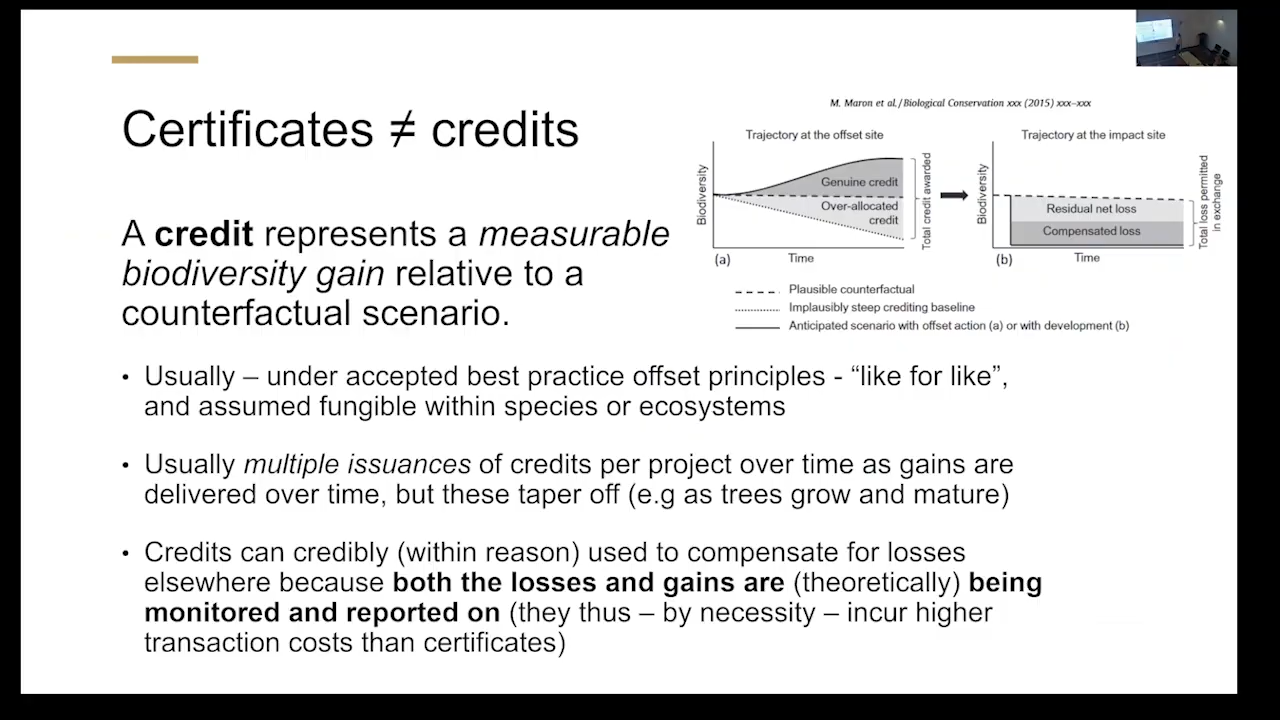 Certificates ≠ credits
A credit represents a measurable
biodiversity gain relative to a
counterfactual scenario.
M. Maron et al./Biological Conservation xxx (2015) xxx–xxx
Trajectory at the offset site
Biodiversity
Genuine credit
Over-allocated
credit
Total credit awarded
(a)
Time
Trajectory at the impact site
Biodiversity
Residual net loss
Compensated loss
Total loss permitted
in exchange
(b)
Time
Plausible counterfactual
Implausibly steep crediting baseline
Anticipated scenario with offset action (a) or with development (b)
• Usually – under accepted best practice offset principles - “like for like”,
and assumed fungible within species or ecosystems
• Usually multiple issuances of credits per project over time as gains are
delivered over time, but these taper off (e.g as trees grow and mature)
• Credits can credibly (within reason) used to compensate for losses
elsewhere because both the losses and gains are (theoretically) being
monitored and reported on (they thus – by necessity – incur higher
transaction costs than certificates)